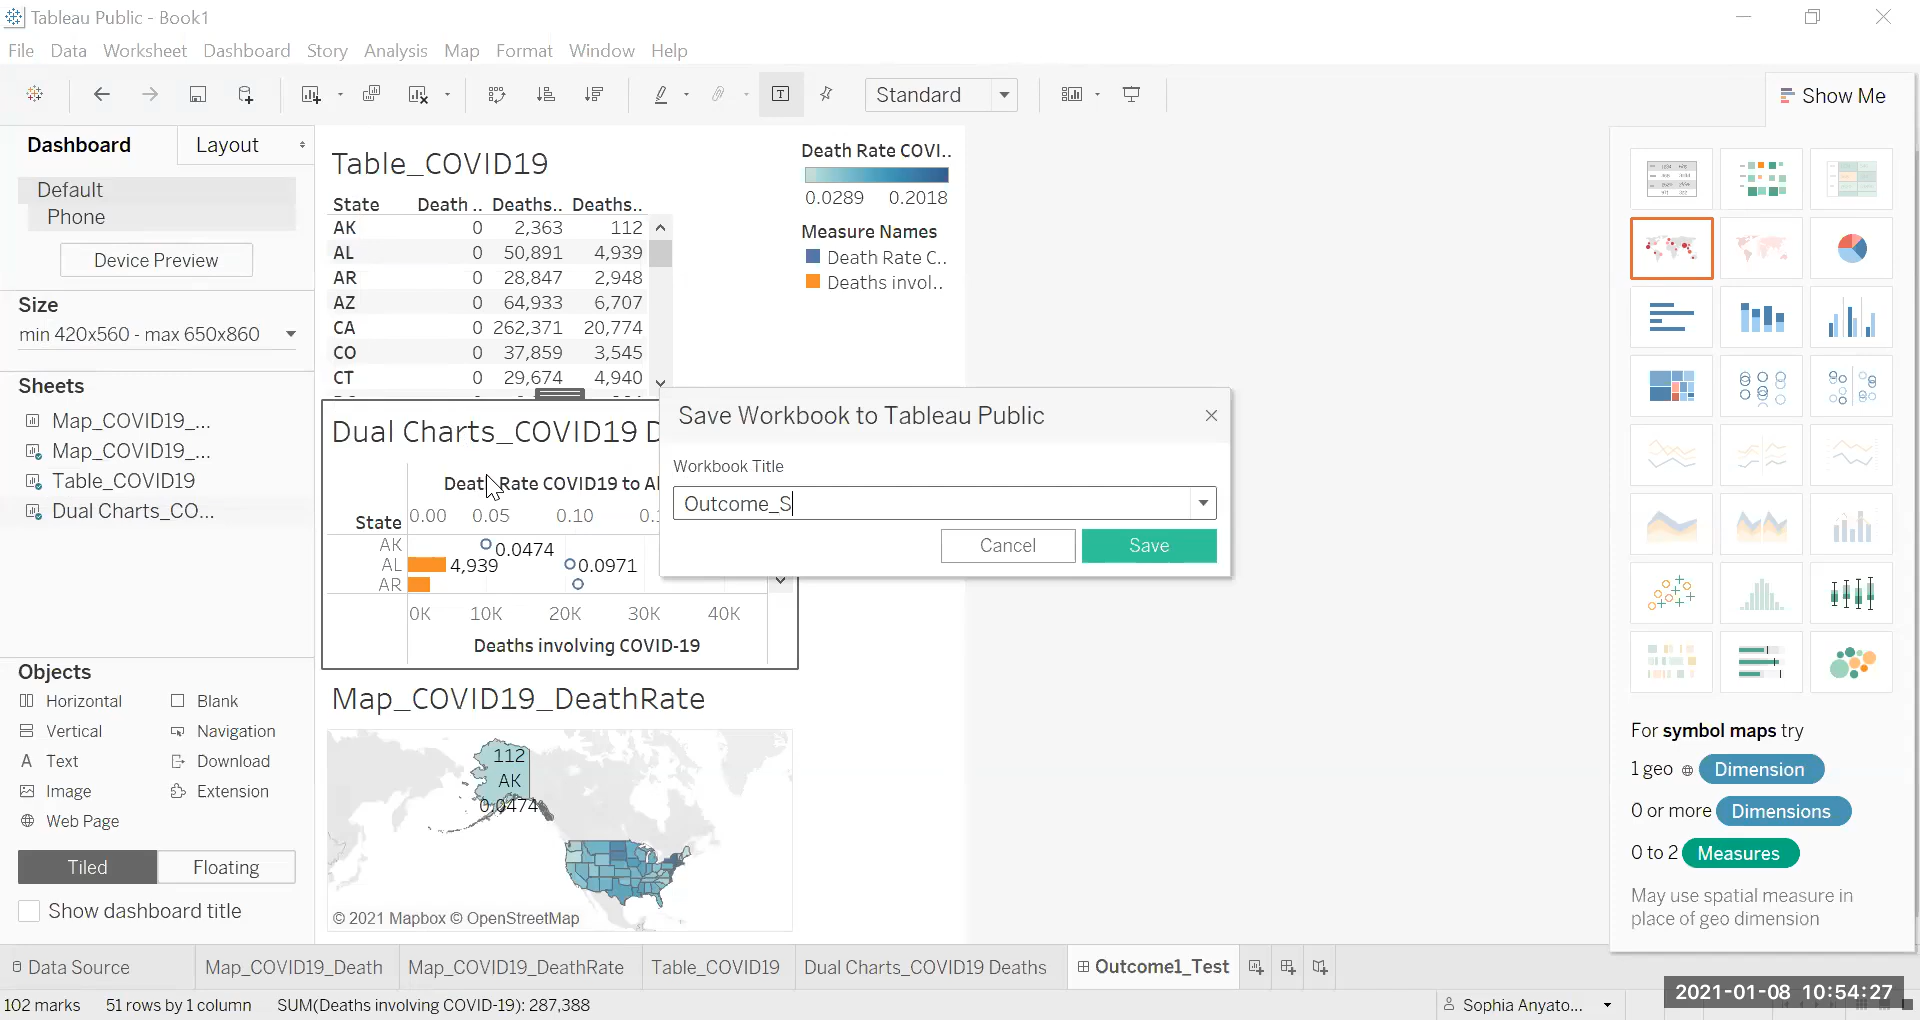 Tableau Public - Book1
File Data Worksheet Dashboard Story Analysis Map Format Window Help
Standard
Show Me
Dashboard Layout
Default
Phone
Device Preview
Size
min 420x560 - max 650x860
Sheets
Map_COVID19_...
Map_COVID19_...
Table_COVID19
Dual Charts_CO...
Objects
Horizontal Blank
Vertical Navigation
A Text Download
Image Extension
Web Page
Tiled Floating
Show dashboard title
Table_COVID19
State Death .. Deaths.. Deaths..
AK 0 2,363 112
AL 0 50,891 4,939
AR 0 28,847 2,948
AZ 0 64,933 6,707
CA 0 262,371 20,774
CO 0 37,859 3,545
CT 0 29,674 4,940
Death Rate COVI..
0.0289 0.2018
Measure Names
Death Rate C..
Deaths invol..
Dual Charts_COVID19 D
Death Rate COVID19 to Al
State 0.00 0.05 0.10 0.1
AK 0.0474
AL 4,939 0.0971
AR
0K 10K 20K 30K 40K
Deaths involving COVID-19
Save Workbook to Tableau Public
Workbook Title
Outcome_S
Cancel Save
Map_COVID19_DeathRate
112
AK
0.0474
© 2021 Mapbox © OpenStreetMap
For symbol maps try
1 geo Dimension
0 or more Dimensions
0 to 2 Measures
May use spatial measure in
place of geo dimension
Data Source Map_COVID19_Death Map_COVID19_DeathRate Table_COVID19 Dual Charts_COVID19 Deaths Outcome1_Test
102 marks 51 rows by 1 column SUM(Deaths involving COVID-19): 287,388
Sophia Anyato...
2021-01-08 10:54:27